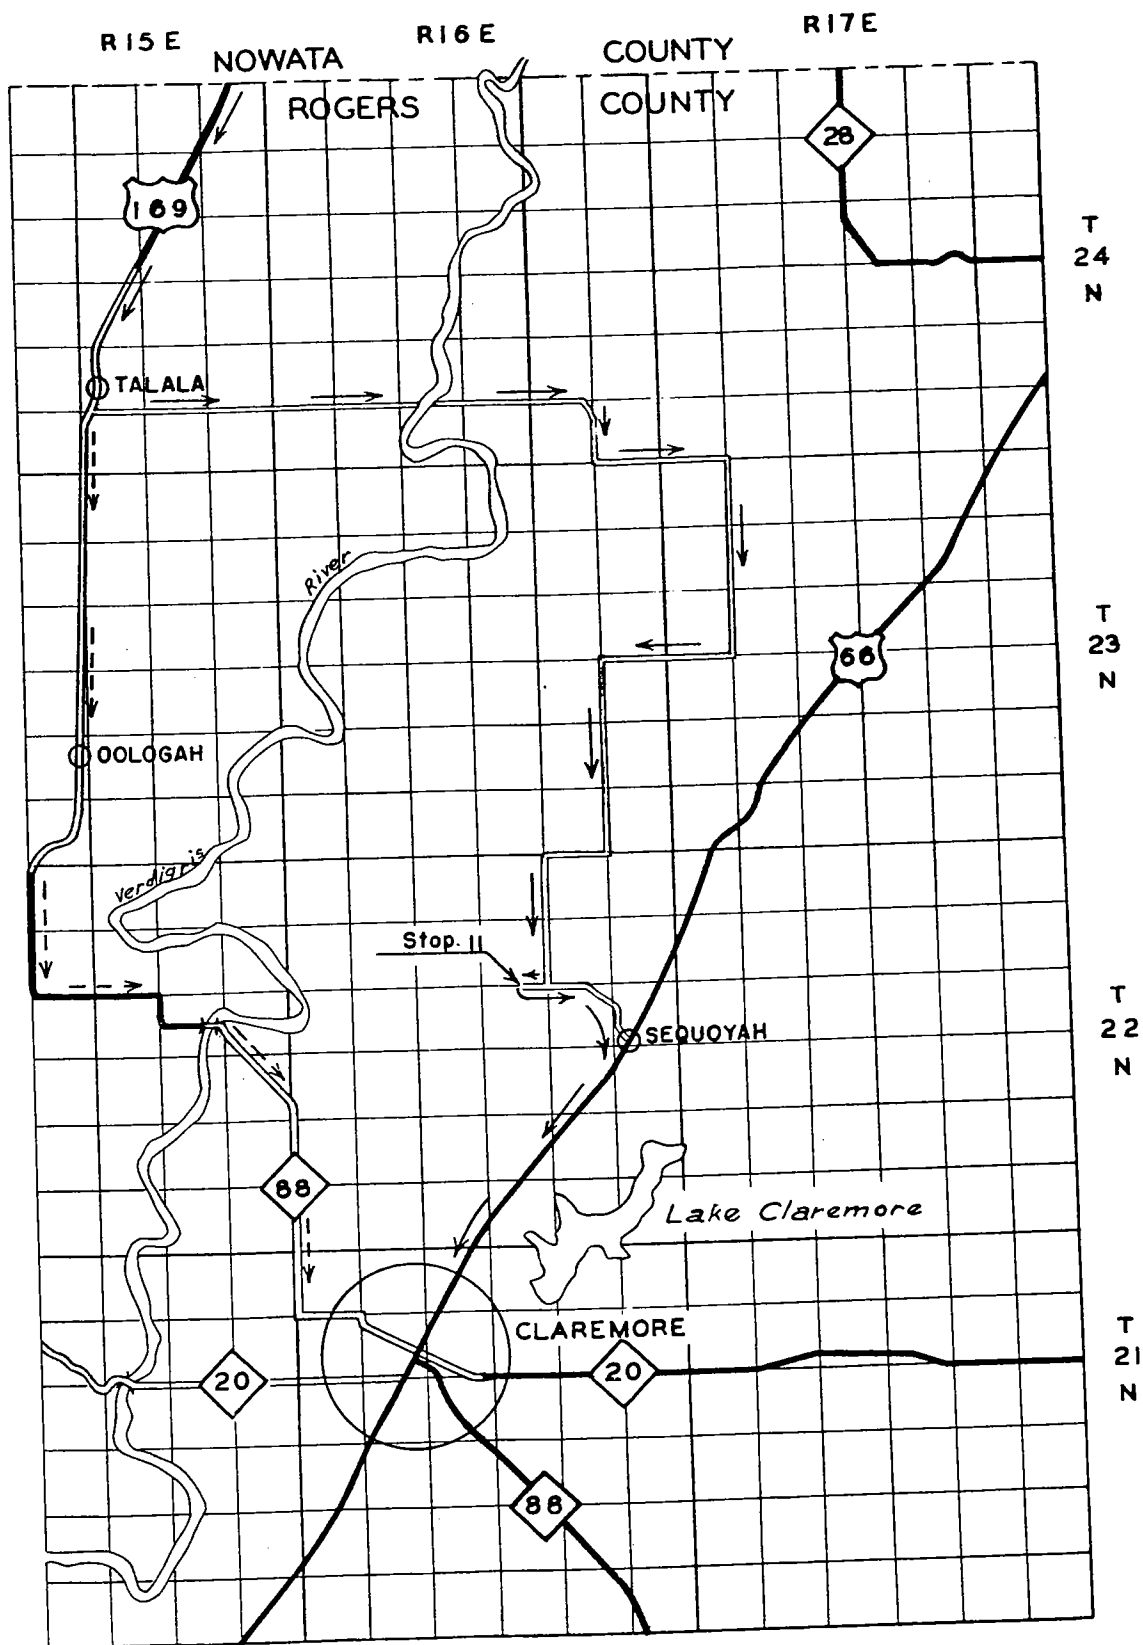 R15E R16E R17E
NOWATA COUNTY
ROGERS COUNTY
28
169
T
24
N
TALALA
River
T
23
N
66
OOLOGAH
Verdigris
Stop. 11
T
22
N
SEQUOYAH
88
Lake Claremore
CLAREMORE
T
21
N
20
20
88